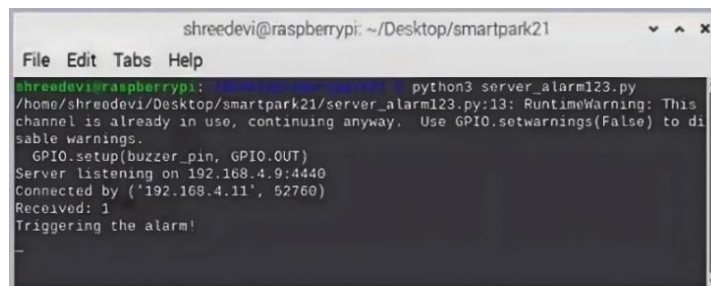 shreedevi@raspberrypi: ~/Desktop/smartpark21
File Edit Tabs Help
shreedevi@raspberrypi: python3 server_alarm123.py
/home/shreedevi/Desktop/smartpark21/server_alarm123.py:13: RuntimeWarning: This
channel is already in use, continuing anyway. Use GPIO.setwarnings(False) to di
sable warnings.
GPIO.setup(buzzer_pin, GPIO.OUT)
Server listening on 192.168.4.9:4440
Connected by ('192.168.4.11', 52760)
Received: 1
Triggering the alarm!